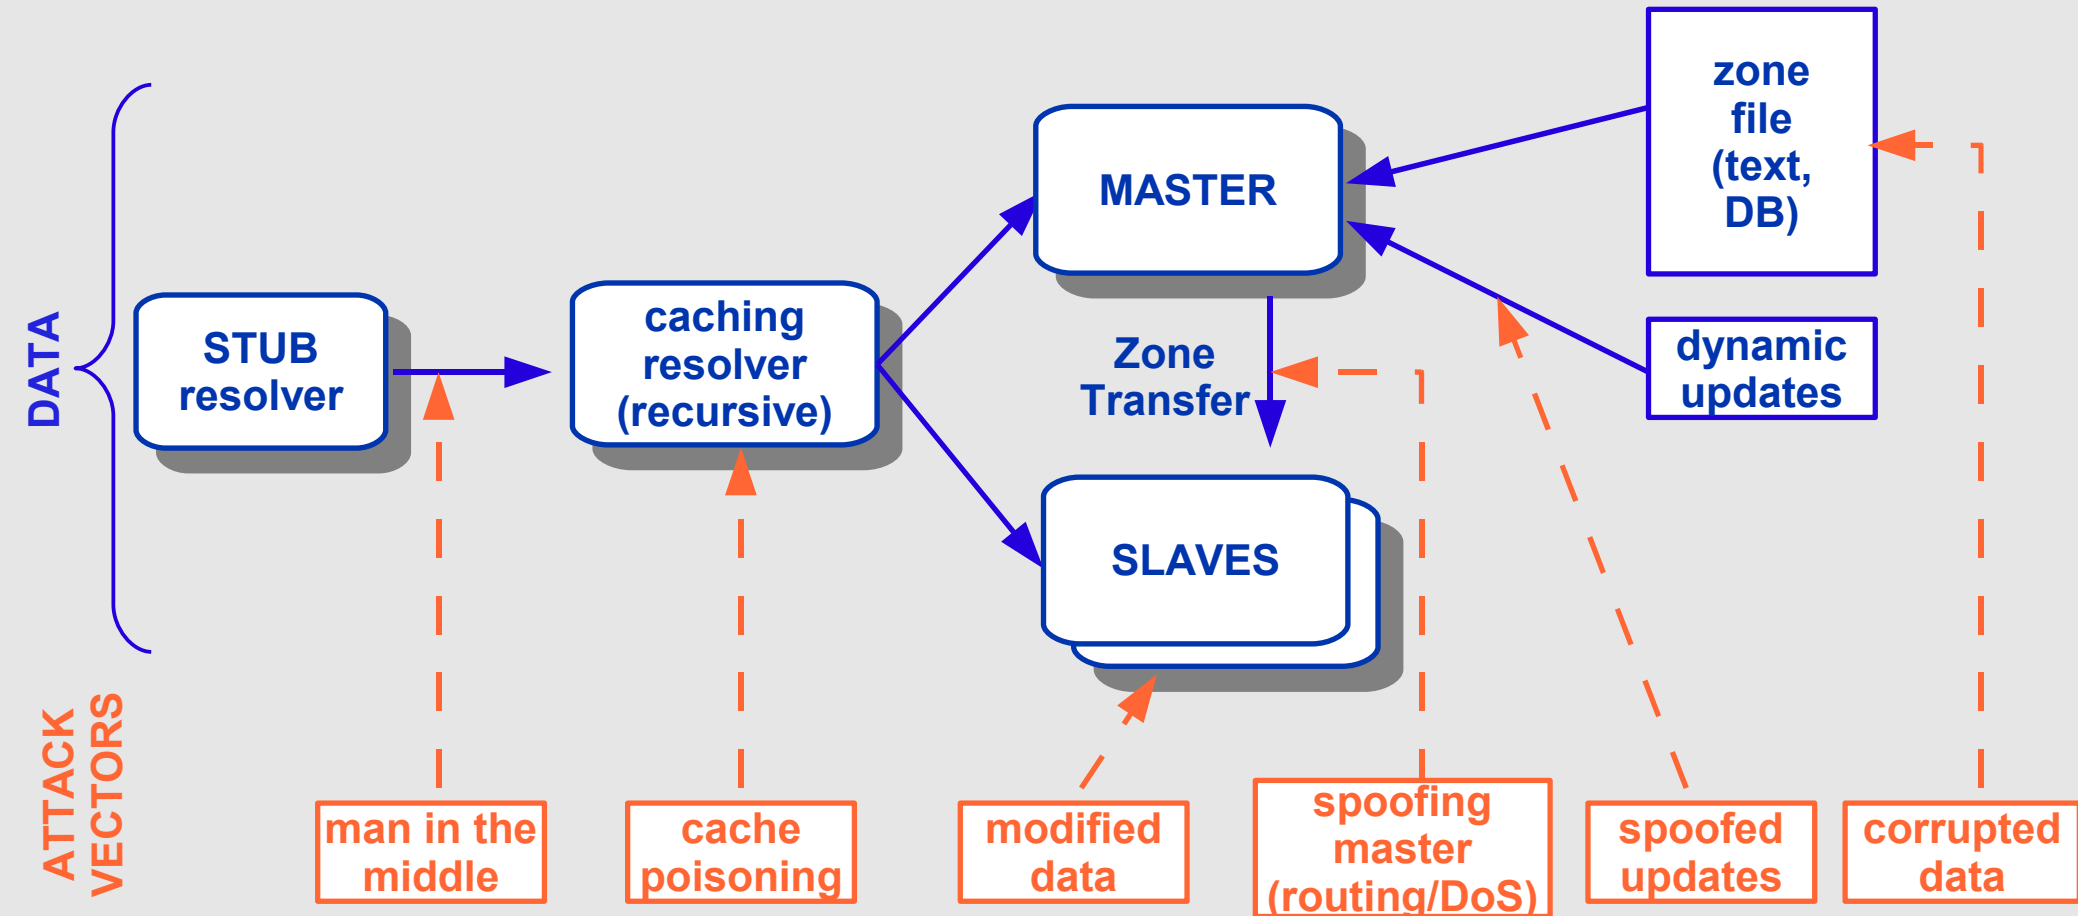 DATA
STUB
resolver
caching
resolver
(recursive)
MASTER
Zone
Transfer
SLAVES
zone
file
(text,
DB)
dynamic
updates
ATTACK
VECTORS
man in the
middle
cache
poisoning
modified
data
spoofing
master
(routing/DoS)
spoofed
updates
corrupted
data